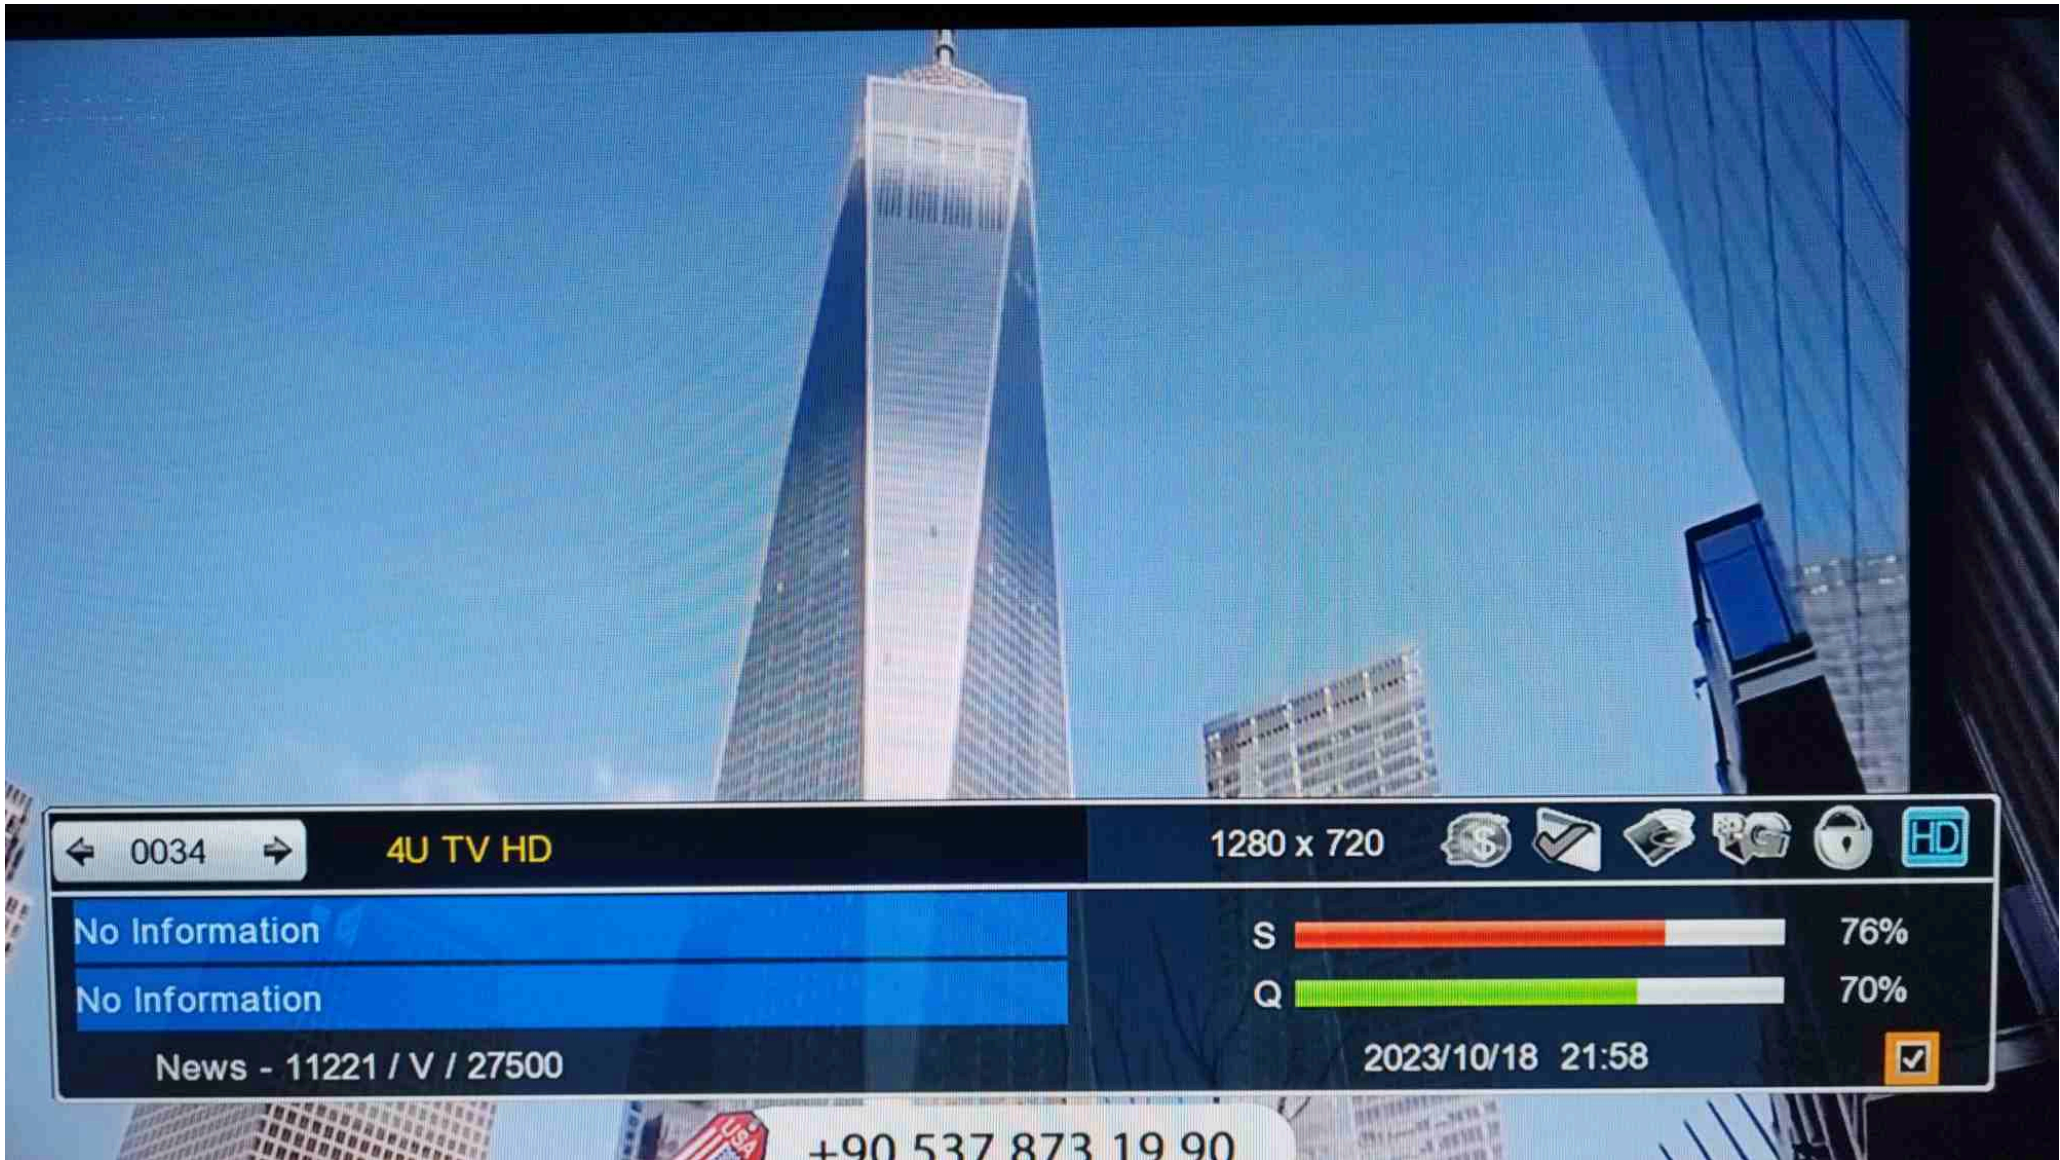 0034
4U TV HD
1280 x 720
HD
No Information
S 76%
No Information
Q 70%
News - 11221 / V / 27500
2023/10/18 21:58
USA
+90 537 873 19 90